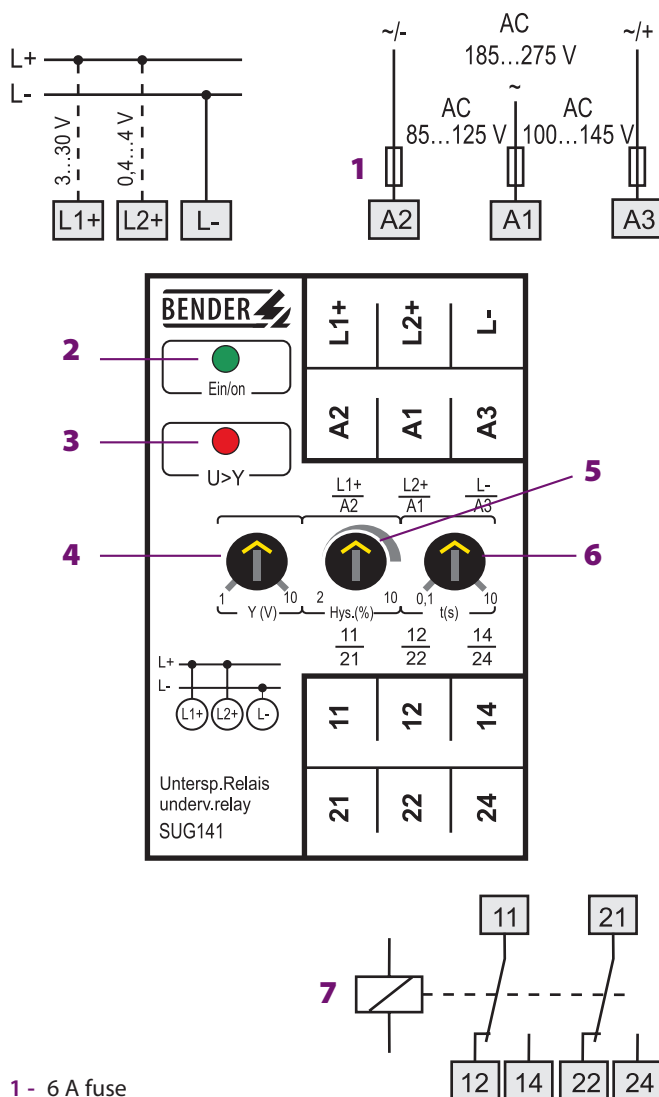 L+
L-
3...30 V
0,4...4 V
L1+ L2+ L-
~/- AC ~/+
185...275 V
~
AC AC
85...125 V 100...145 V
1
A2 A1 A3
BENDER
L1+ L2+ L-
2
Ein/on
A2 A1 A3
3
U>Y
L1+ L2+ L-
A2 A1 A3
5
4
6
1 10 2 10 0,1 10
Y (V) Hys.(%) t(s)
11 12 14
21 22 24
L+
L-
L1+ L2+ L-
11 12 14
Untersp.Relais
underv.relay
SUG141
21 22 24
11 21
7
12 14 22 24
1 - 6 A fuse